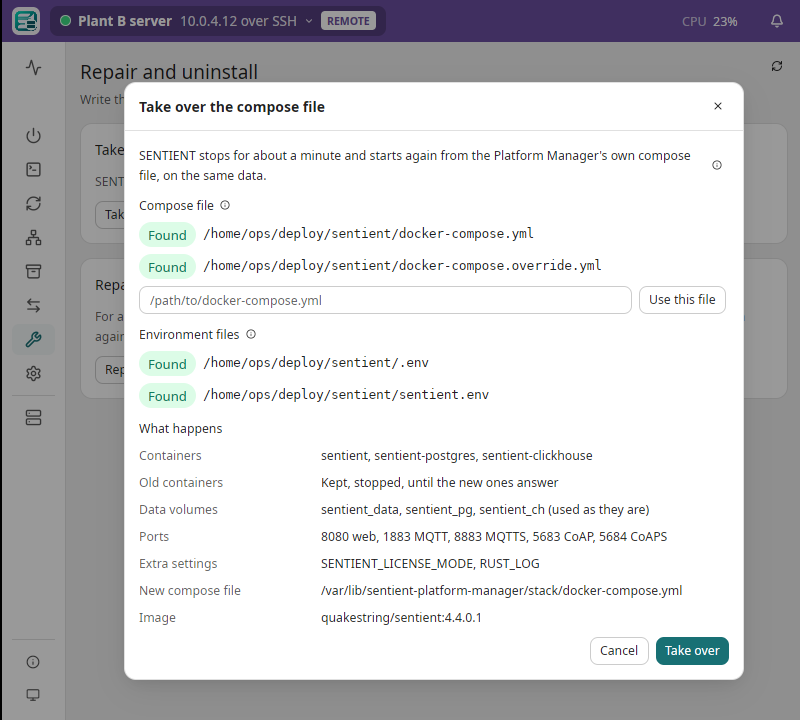 Plant B server 10.0.4.12 over SSH REMOTE CPU 23%
Repair and uninstall
Write th
Take over the compose file
Take
SENTIENT stops for about a minute and starts again from the Platform Manager's own compose
file, on the same data.
SENT
Compose file
Tak
Found /home/ops/deploy/sentient/docker-compose.yml
Found /home/ops/deploy/sentient/docker-compose.override.yml
Repa
/path/to/docker-compose.yml Use this file
For a
again
Environment files
Found /home/ops/deploy/sentient/.env
Rep
Found /home/ops/deploy/sentient/sentient.env
What happens
Containers sentient, sentient-postgres, sentient-clickhouse
Old containers Kept, stopped, until the new ones answer
Data volumes sentient_data, sentient_pg, sentient_ch (used as they are)
Ports 8080 web, 1883 MQTT, 8883 MQTTS, 5683 CoAP, 5684 CoAPS
Extra settings SENTIENT_LICENSE_MODE, RUST_LOG
New compose file /var/lib/sentient-platform-manager/stack/docker-compose.yml
Image quakestring/sentient:4.4.0.1
Cancel Take over